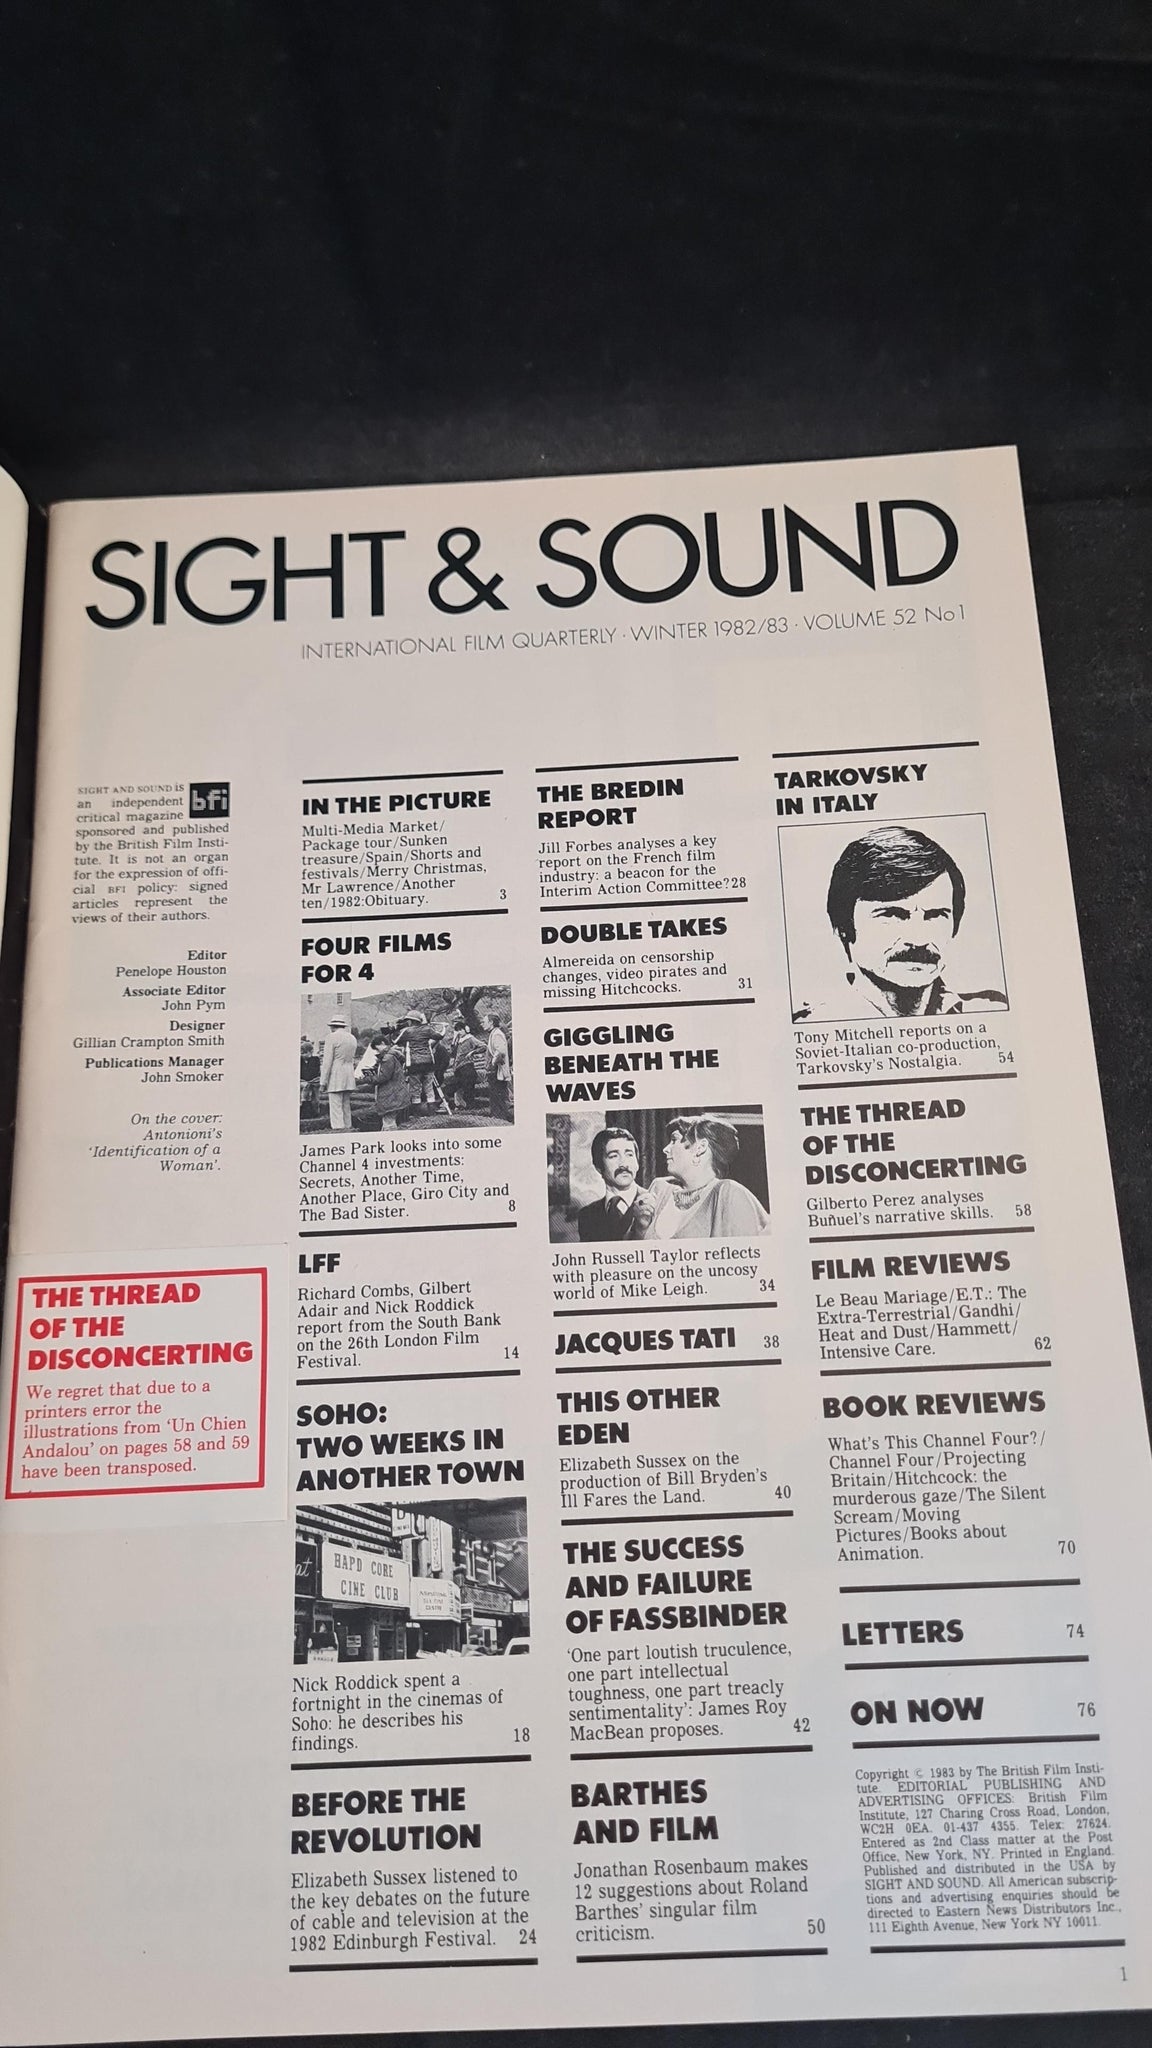 SIGHT & SOUND
INTERNATIONAL FILM QUARTERLY · WINTER 1982/83 · VOLUME 52 No 1
SIGHT AND SOUND is
an independent
critical magazine
sponsored and published
by the British Film Insti-
tute. It is not an organ
for the expression of offi-
cial BFI policy: signed
articles represent the
views of their authors.
bfi
Editor
Penelope Houston
Associate Editor
John Pym
Designer
Gillian Crampton Smith
Publications Manager
John Smoker
On the cover:
Antonioni's
'Identification of a
Woman'.
THE THREAD
OF THE
DISCONCERTING
We regret that due to a
printers error the
illustrations from 'Un Chien
Andalou' on pages 58 and 59
have been transposed.
IN THE PICTURE
Multi-Media Market/
Package tour/Sunken
treasure/Spain/Shorts and
festivals/Merry Christmas,
Mr Lawrence/Another
ten/1982:Obituary. 3
FOUR FILMS
FOR 4
James Park looks into some
Channel 4 investments:
Secrets, Another Time,
Another Place, Giro City and
The Bad Sister. 8
LFF
Richard Combs, Gilbert
Adair and Nick Roddick
report from the South Bank
on the 26th London Film
Festival. 14
SOHO:
TWO WEEKS IN
ANOTHER TOWN
HAPD CORE
CINE CLUB
Nick Roddick spent a
fortnight in the cinemas of
Soho: he describes his
findings. 18
BEFORE THE
REVOLUTION
Elizabeth Sussex listened to
the key debates on the future
of cable and television at the
1982 Edinburgh Festival. 24
THE BREDIN
REPORT
Jill Forbes analyses a key
report on the French film
industry: a beacon for the
Interim Action Committee? 28
DOUBLE TAKES
Almereida on censorship
changes, video pirates and
missing Hitchcocks. 31
GIGGLING
BENEATH THE
WAVES
John Russell Taylor reflects
with pleasure on the uncosy
world of Mike Leigh. 34
JACQUES TATI 38
THIS OTHER
EDEN
Elizabeth Sussex on the
production of Bill Bryden's
Ill Fares the Land. 40
THE SUCCESS
AND FAILURE
OF FASSBINDER
'One part loutish truculence,
one part intellectual
toughness, one part treacly
sentimentality': James Roy
MacBean proposes. 42
BARTHES
AND FILM
Jonathan Rosenbaum makes
12 suggestions about Roland
Barthes' singular film
criticism. 50
TARKOVSKY
IN ITALY
Tony Mitchell reports on a
Soviet-Italian co-production,
Tarkovsky's Nostalgia. 54
THE THREAD
OF THE
DISCONCERTING
Gilberto Perez analyses
Buñuel's narrative skills. 58
FILM REVIEWS
Le Beau Mariage/E.T.: The
Extra-Terrestrial/Gandhi/
Heat and Dust/Hammett/
Intensive Care. 62
BOOK REVIEWS
What's This Channel Four?/
Channel Four/Projecting
Britain/Hitchcock: the
murderous gaze/The Silent
Scream/Moving
Pictures/Books about
Animation. 70
LETTERS 74
ON NOW 76
Copyright © 1983 by The British Film Insti-
tute. EDITORIAL PUBLISHING AND
ADVERTISING OFFICES: British Film
Institute, 127 Charing Cross Road, London,
WC2H 0EA. 01-437 4355. Telex: 27624.
Entered as 2nd Class matter at the Post
Office, New York, NY. Printed in England.
Published and distributed in the USA by
SIGHT AND SOUND. All American subscrip-
tions and advertising enquiries should be
directed to Eastern News Distributors Inc.,
111 Eighth Avenue, New York NY 10011.
1